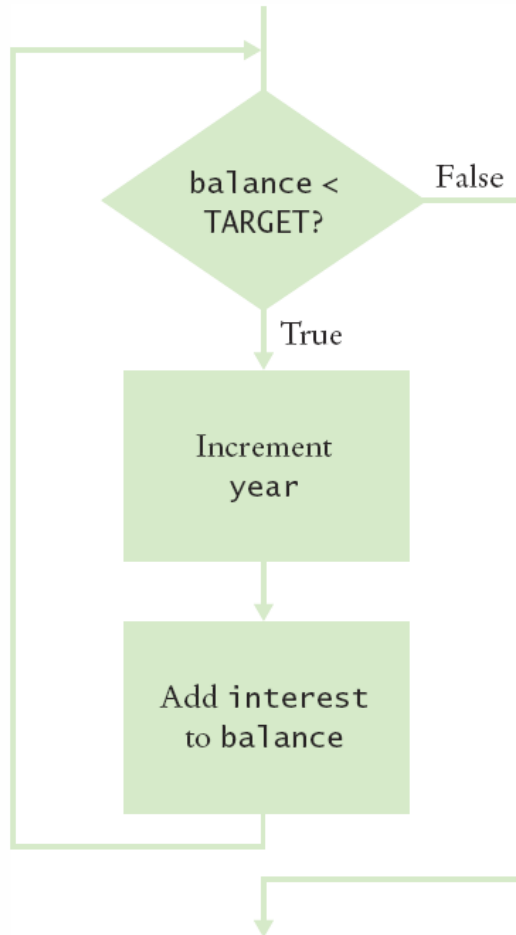 balance <
TARGET?
False
True
Increment
year
Add interest
to balance